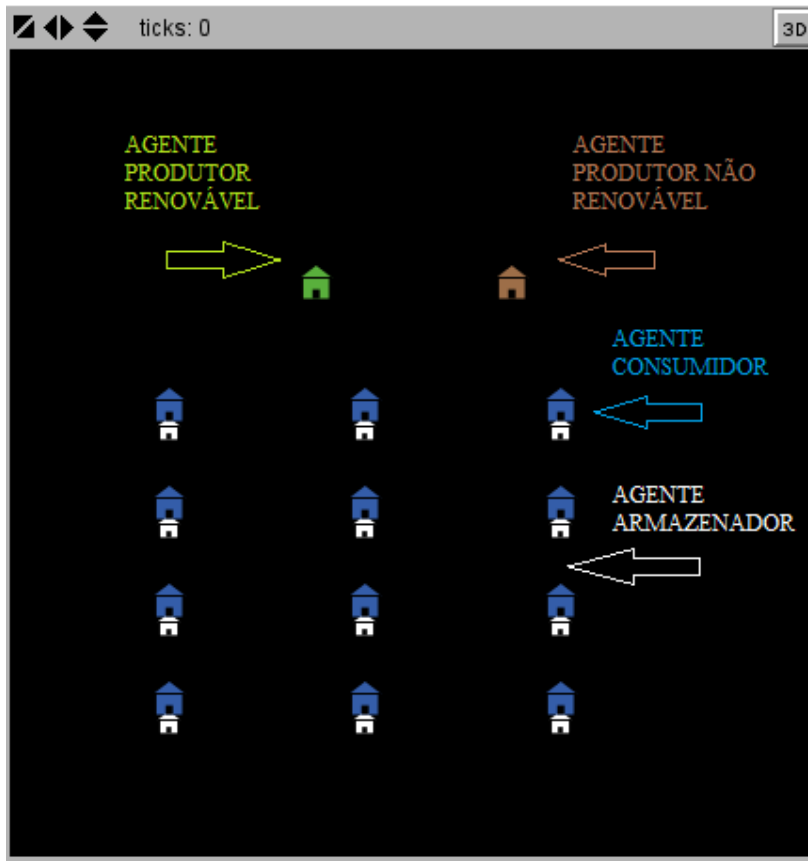 ticks: 0
3D
AGENTE
PRODUTOR
RENOVÁVEL
AGENTE
PRODUTOR NÃO
RENOVÁVEL
AGENTE
CONSUMIDOR
AGENTE
ARMAZENADOR